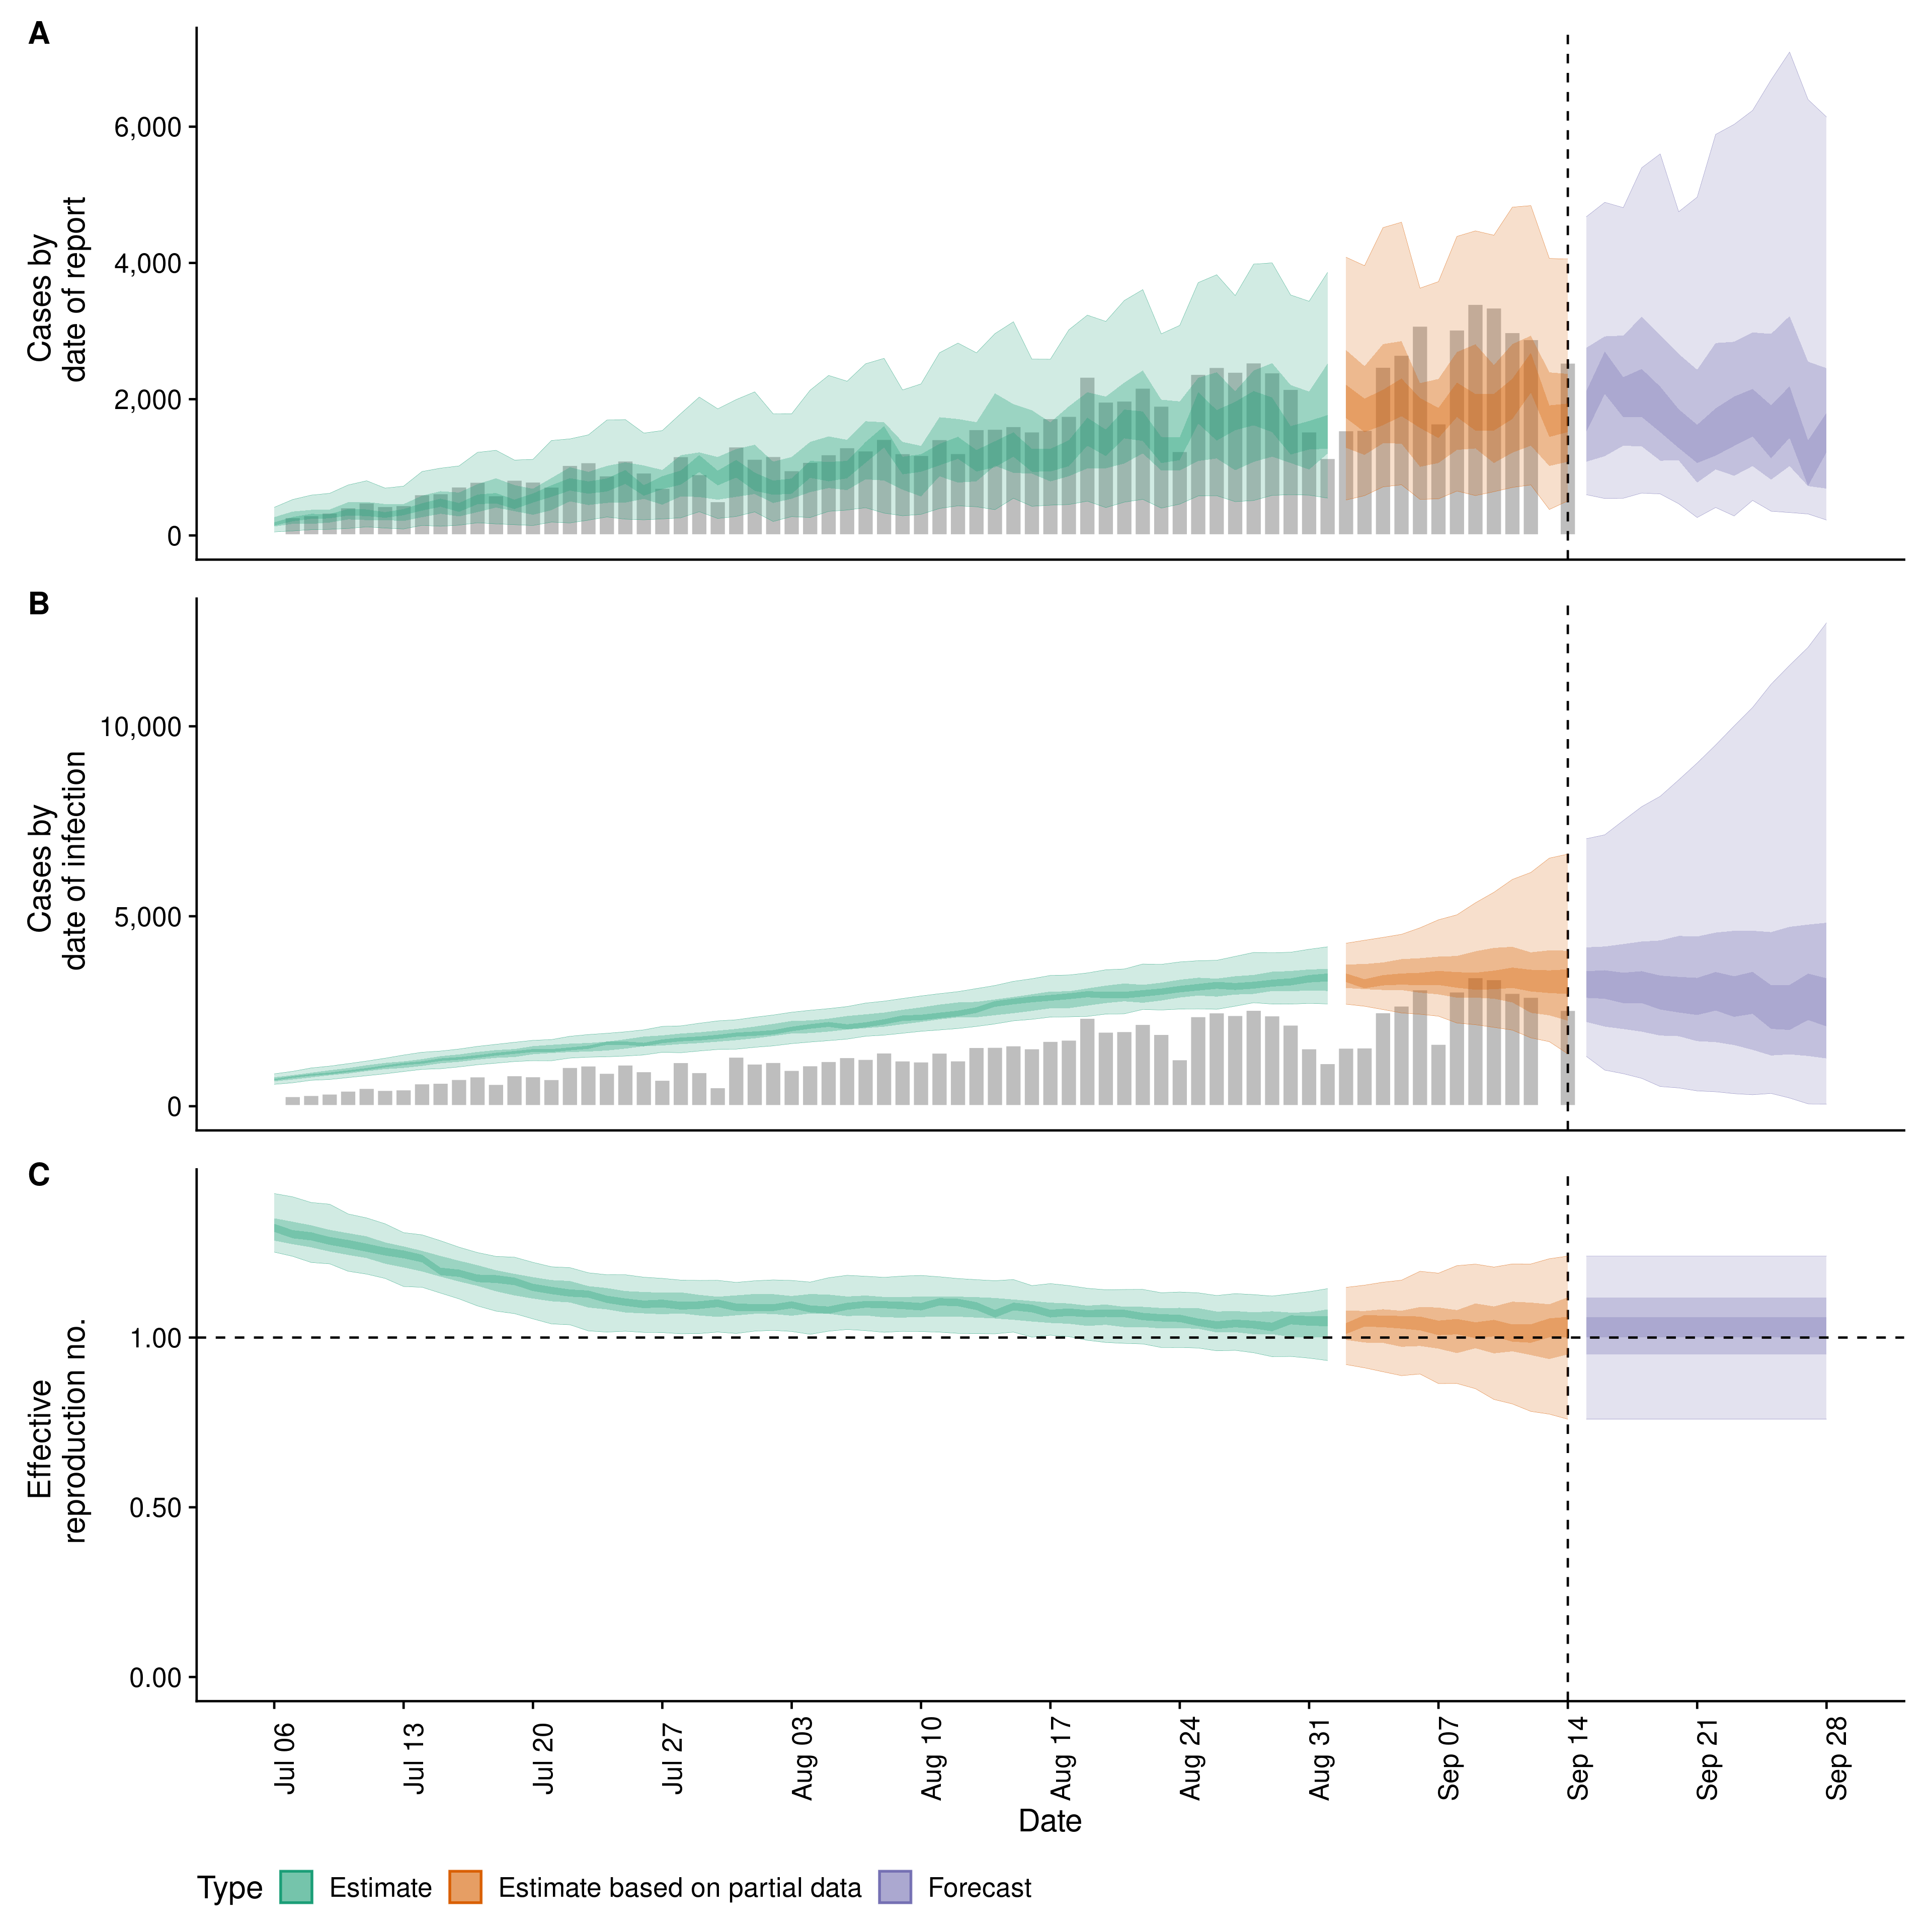 A
Cases by
date of report
6,000
4,000
2,000
0
B
Cases by
date of infection
10,000
5,000
0
C
Effective
reproduction no.
1.00
0.50
0.00
Jul 06
Jul 13
Jul 20
Jul 27
Aug 03
Aug 10
Aug 17
Aug 24
Aug 31
Sep 07
Sep 14
Sep 21
Sep 28
Date
Type Estimate Estimate based on partial data Forecast